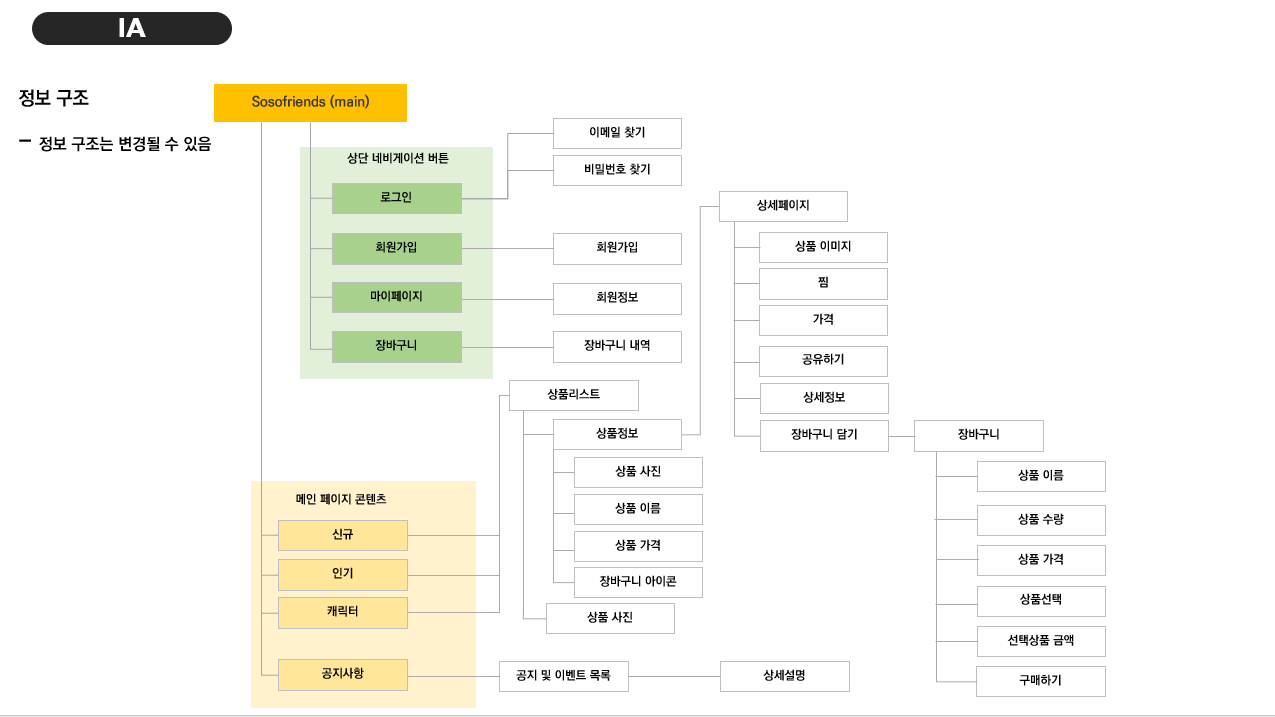 IA
정보 구조
– 정보 구조는 변경될 수 있음
Sosofriends (main)
상단 네비게이션 버튼
로그인
회원가입
마이페이지
장바구니
이메일 찾기
비밀번호 찾기
회원가입
회원정보
장바구니 내역
메인 페이지 콘텐츠
신규
인기
캐릭터
공지사항
상품리스트
상품정보
상품 사진
상품 이름
상품 가격
장바구니 아이콘
상품 사진
공지 및 이벤트 목록
상세설명
상세페이지
상품 이미지
찜
가격
공유하기
상세정보
장바구니 담기
장바구니
상품 이름
상품 수량
상품 가격
상품선택
선택상품 금액
구매하기